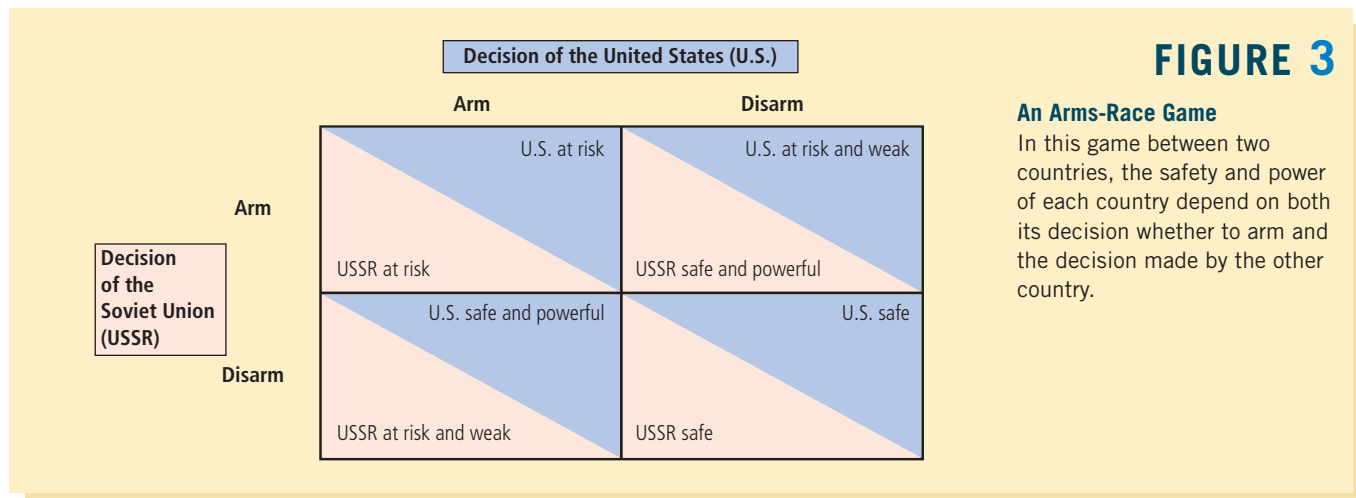 Decision of the United States (U.S.)
Arm
Disarm
U.S. at risk
U.S. at risk and weak
Arm
USSR at risk
USSR safe and powerful
Decision
of the
Soviet Union
(USSR)
U.S. safe and powerful
U.S. safe
Disarm
USSR at risk and weak
USSR safe
FIGURE 3
An Arms-Race Game
In this game between two
countries, the safety and power
of each country depend on both
its decision whether to arm and
the decision made by the other
country.